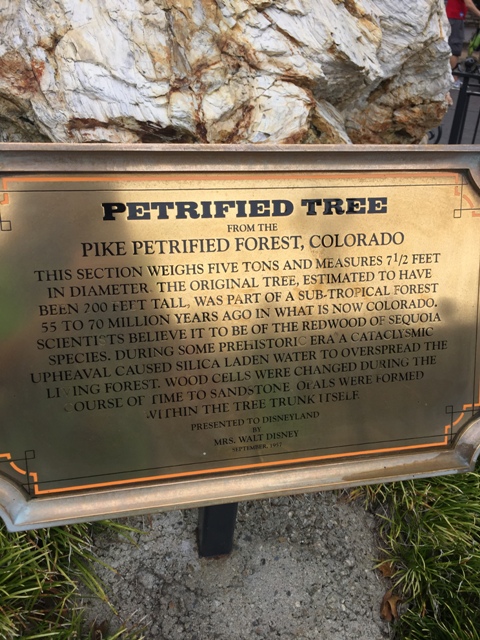 PETRIFIED TREE
FROM THE
PIKE PETRIFIED FOREST, COLORADO
THIS SECTION WEIGHS FIVE TONS AND MEASURES 7 1/2 FEET
IN DIAMETER. THE ORIGINAL TREE, ESTIMATED TO HAVE
BEEN 200 FEET TALL, WAS PART OF A SUB-TROPICAL FOREST
55 TO 70 MILLION YEARS AGO IN WHAT IS NOW COLORADO.
SCIENTISTS BELIEVE IT TO BE OF THE REDWOOD OF SEQUOIA
SPECIES. DURING SOME PREHISTORIC ERA A CATACLYSMIC
UPHEAVAL CAUSED SILICA LADEN WATER TO OVERSPREAD THE
LIVING FOREST. WOOD CELLS WERE CHANGED DURING THE
COURSE OF TIME TO SANDSTONE. OPALS WERE FORMED
WITHIN THE TREE TRUNK ITSELF.
PRESENTED TO DISNEYLAND
BY
MRS. WALT DISNEY
SEPTEMBER, 1957